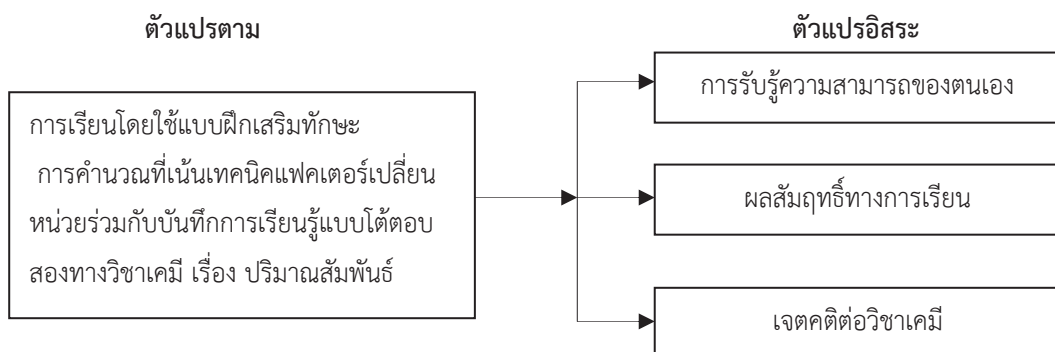 ตัวแปรตาม
ตัวแปรอิสระ
การเรียนโดยใช้แบบฝึกเสริมทักษะ
การคำนวณที่เน้นเทคนิคแฟคเตอร์เปลี่ยน
หน่วยร่วมกับบันทึกการเรียนรู้แบบโต้ตอบ
สองทางวิชาเคมี เรื่อง ปริมาณสัมพันธ์
การรับรู้ความสามารถของตนเอง
ผลสัมฤทธิ์ทางการเรียน
เจตคติต่อวิชาเคมี